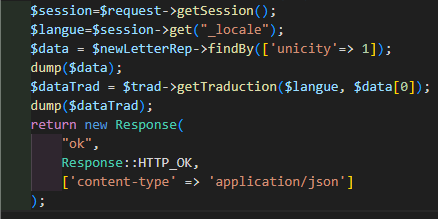 $session=$request->getSession();
$langue=$session->get("_locale");
$data = $newLetterRep->findBy(['unicity'=> 1]);
dump($data);
$dataTrad = $trad->getTraduction($langue, $data[0]);
dump($dataTrad);
return new Response(
"ok",
Response::HTTP_OK,
['content-type' => 'application/json']
);